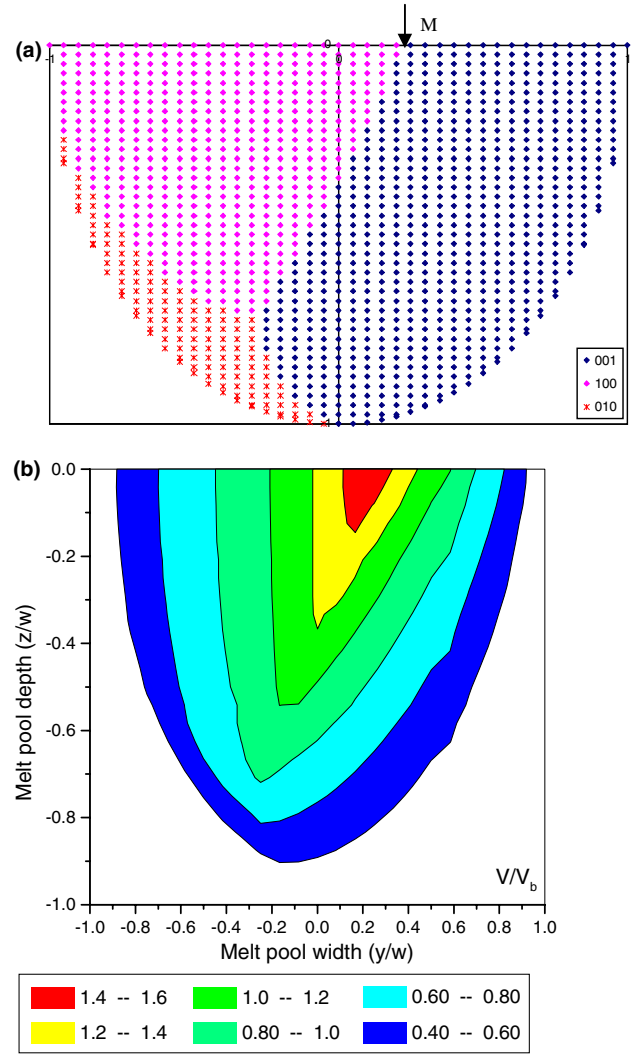 M
(a)
0
-1
0
1
001
100
010
-1
(b)
0.0
-0.2
-0.4
-0.6
-0.8
-1.0
Melt pool depth (z/w)
V/Vb
-1.0 -0.8 -0.6 -0.4 -0.2 0.0 0.2 0.4 0.6 0.8 1.0
Melt pool width (y/w)
1.4 -- 1.6 1.0 -- 1.2 0.60 -- 0.80
1.2 -- 1.4 0.80 -- 1.0 0.40 -- 0.60